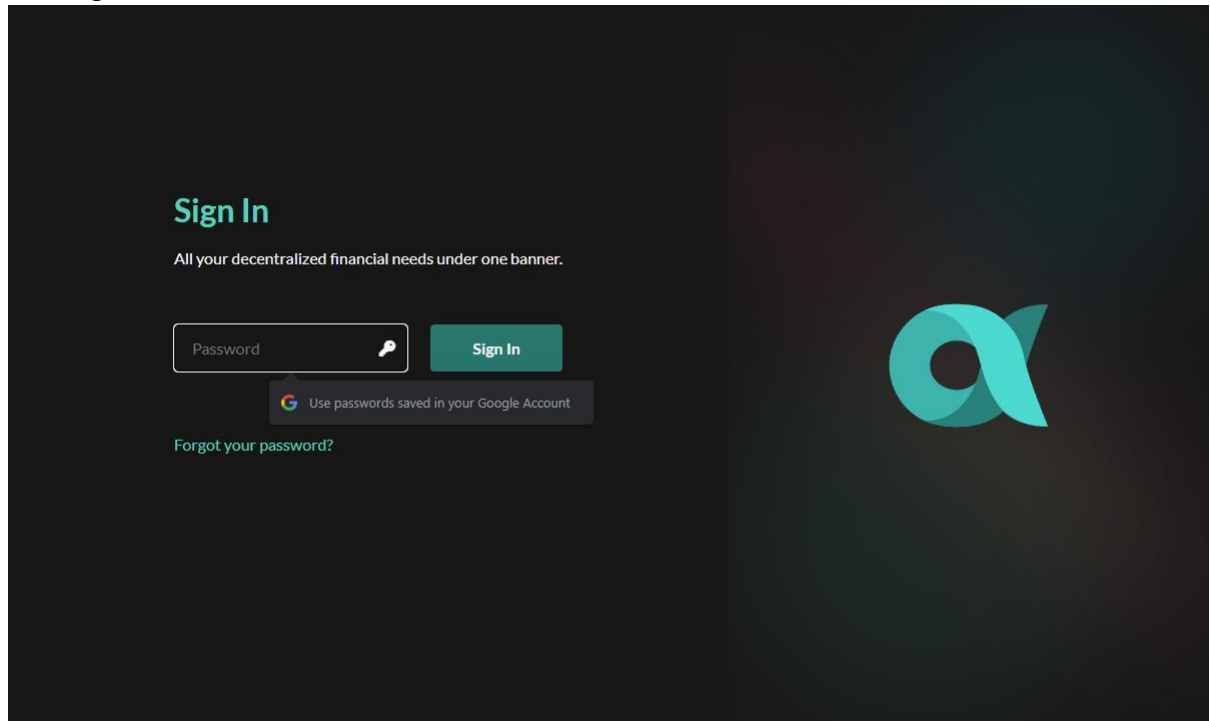 Sign In
All your decentralized financial needs under one banner.
Password
Sign In
Use passwords saved in your Google Account
Forgot your password?